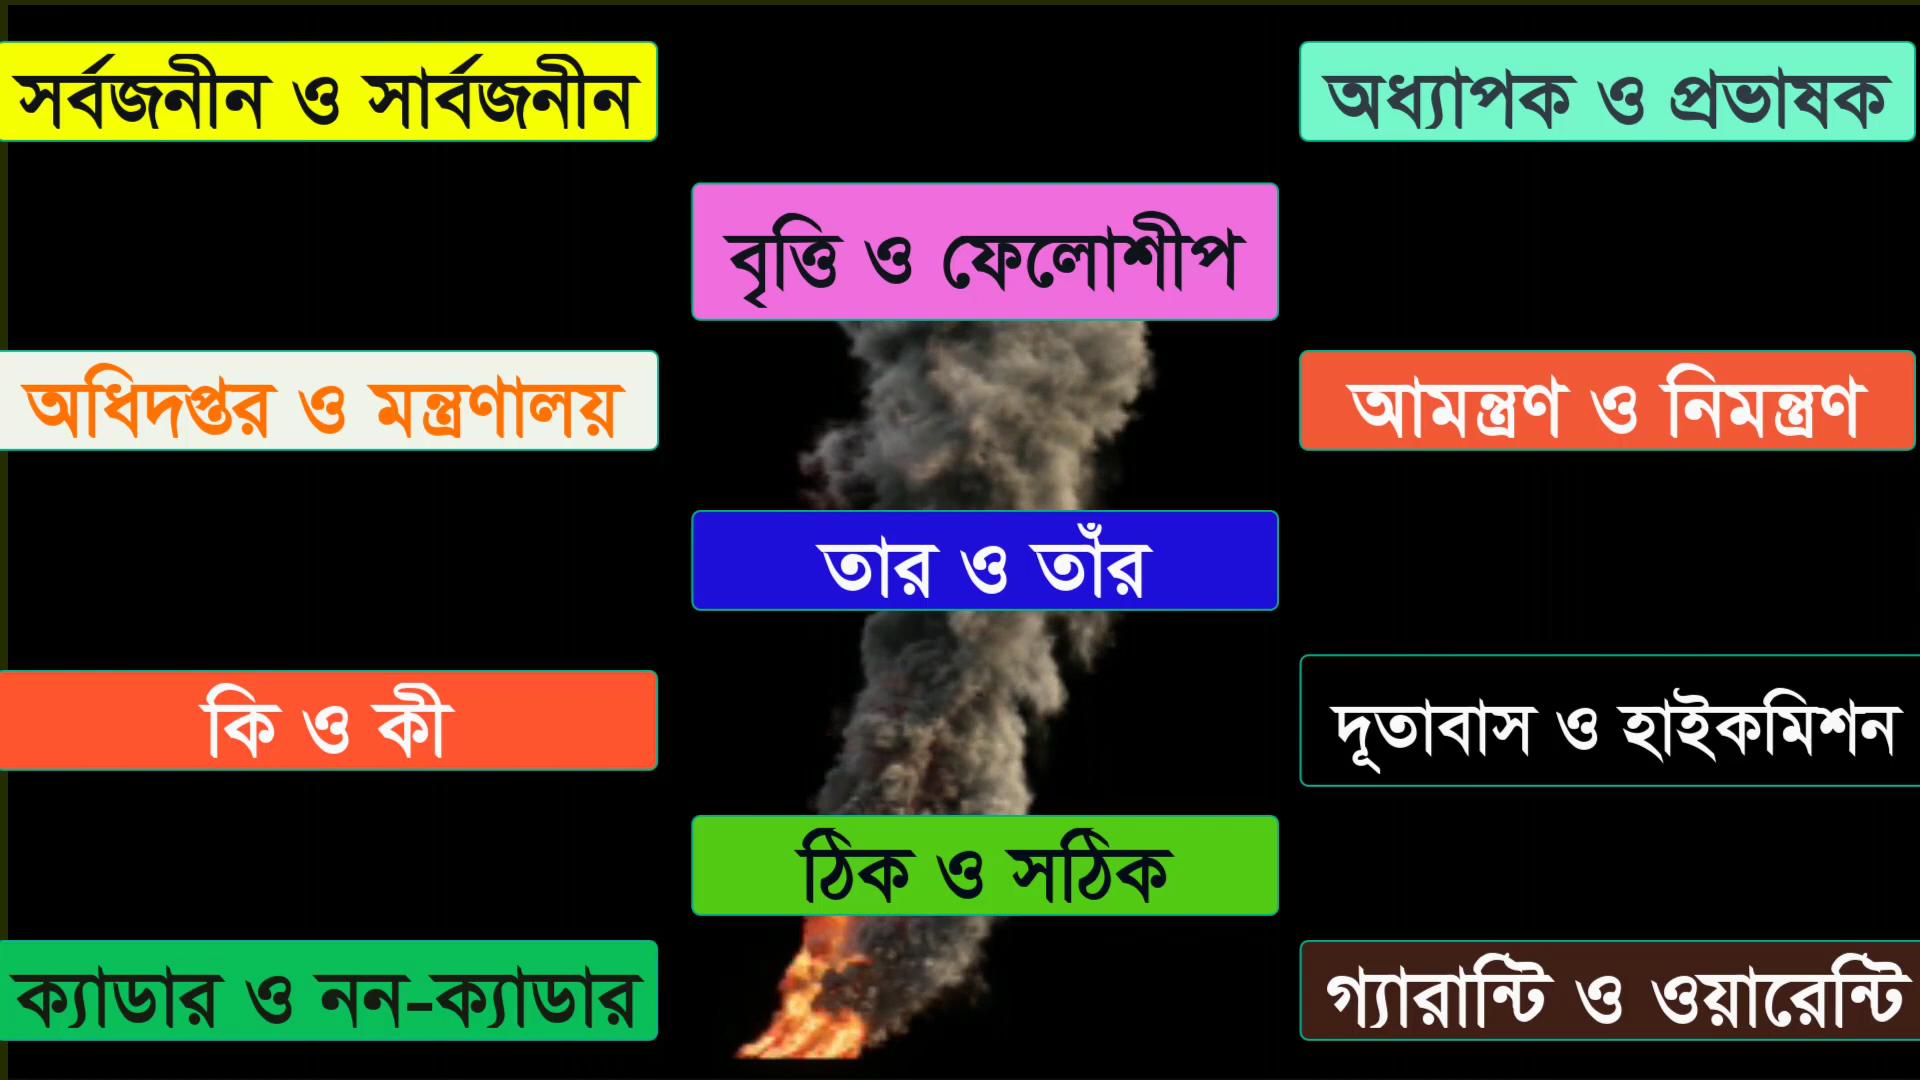 সর্বজনীন ও সার্বজনীন
অধ্যাপক ও প্রভাষক
বৃত্তি ও ফেলোশীপ
অধিদপ্তর ও মন্ত্রণালয়
আমন্ত্রণ ও নিমন্ত্রণ
তার ও তাঁর
কি ও কী
দূতাবাস ও হাইকমিশন
ঠিক ও সঠিক
ক্যাডার ও নন-ক্যাডার
গ্যারান্টি ও ওয়ারেন্টি